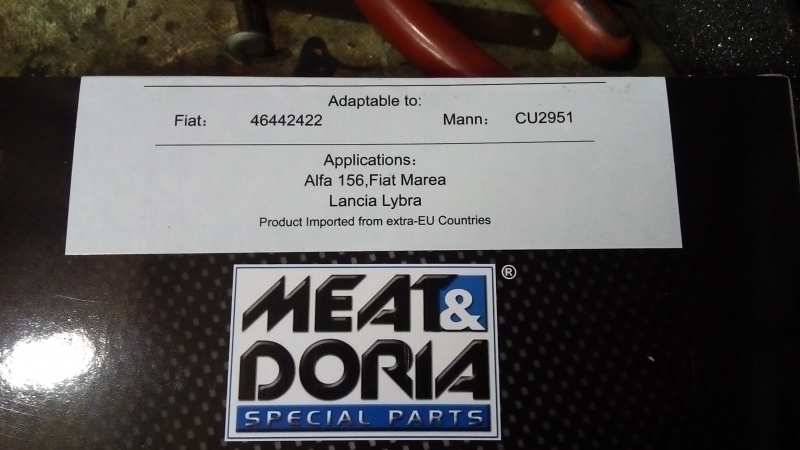 Adaptable to:
Fiat: 46442422 Mann: CU2951
Applications:
Alfa 156,Fiat Marea
Lancia Lybra
Product Imported from extra-EU Countries
MEAT& ®
DORIA
SPECIAL PARTS